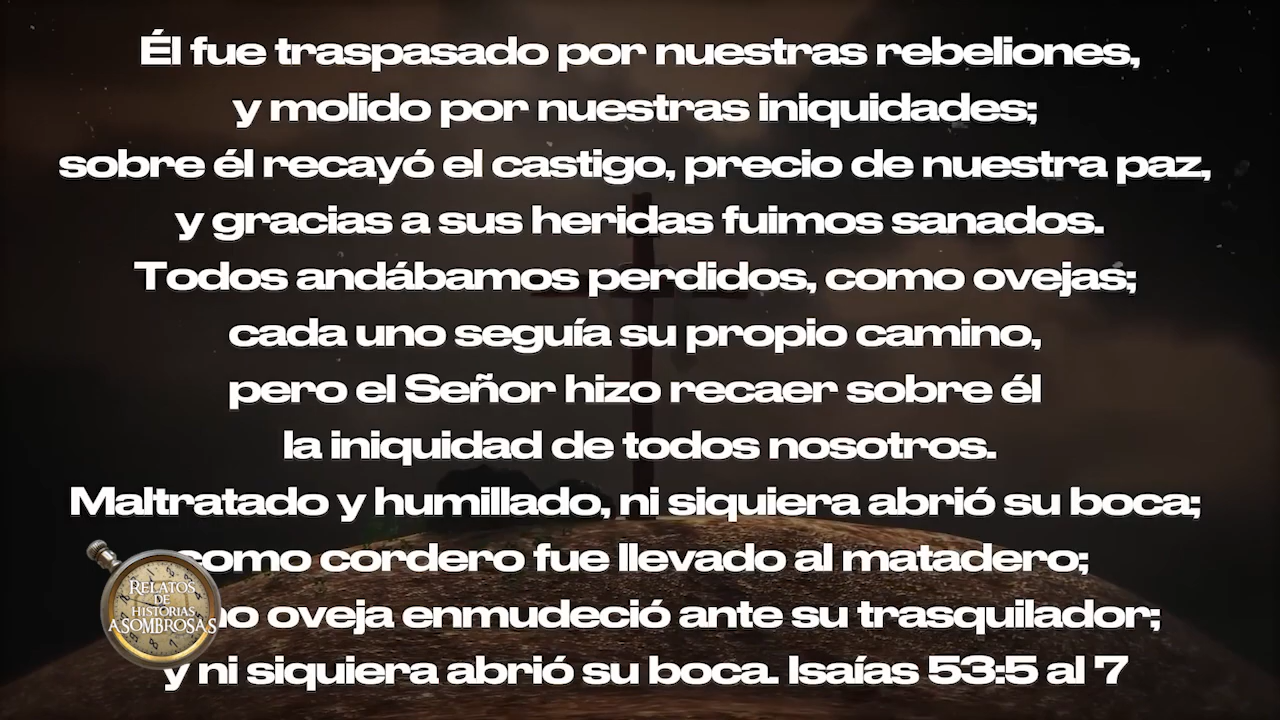 Él fue traspasado por nuestras rebeliones,
y molido por nuestras iniquidades;
sobre él recayó el castigo, precio de nuestra paz,
y gracias a sus heridas fuimos sanados.
Todos andábamos perdidos, como ovejas;
cada uno seguía su propio camino,
pero el Señor hizo recaer sobre él
la iniquidad de todos nosotros.
Maltratado y humillado, ni siquiera abrió su boca;
como cordero fue llevado al matadero;
oveja enmudeció ante su trasquilador;
y ni siquiera abrió su boca. Isaías 53:5 al 7
RELATOS
DE
HISTORIAS
ASOMBROSAS